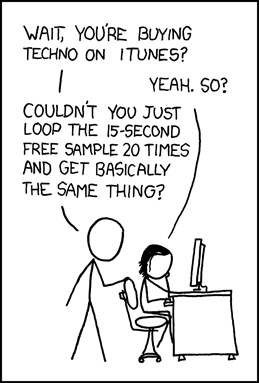 WAIT, YOU'RE BUYING
TECHNO ON ITUNES?
YEAH. SO?
COULDN'T YOU JUST
LOOP THE 15-SECOND
FREE SAMPLE 20 TIMES
AND GET BASICALLY
THE SAME THING?